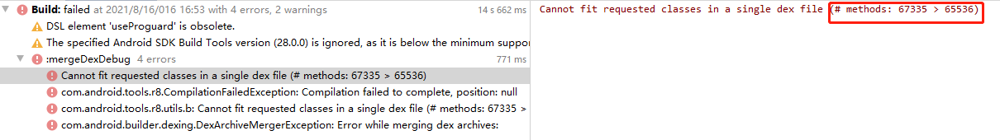 Build: failed at 2021/8/16/016 16:53 with 4 errors, 2 warnings 14 s 662 ms
DSL element 'useProguard' is obsolete.
The specified Android SDK Build Tools version (28.0.0) is ignored, as it is below the minimum suppor
:mergeDexDebug 4 errors 771 ms
Cannot fit requested classes in a single dex file (# methods: 67335 > 65536)
com.android.tools.r8.CompilationFailedException: Compilation failed to complete, position: null
com.android.tools.r8.utils.b: Cannot fit requested classes in a single dex file (# methods: 67335 >
com.android.builder.dexing.DexArchiveMergerException: Error while merging dex archives:
Cannot fit requested classes in a single dex file (# methods: 67335 > 65536)